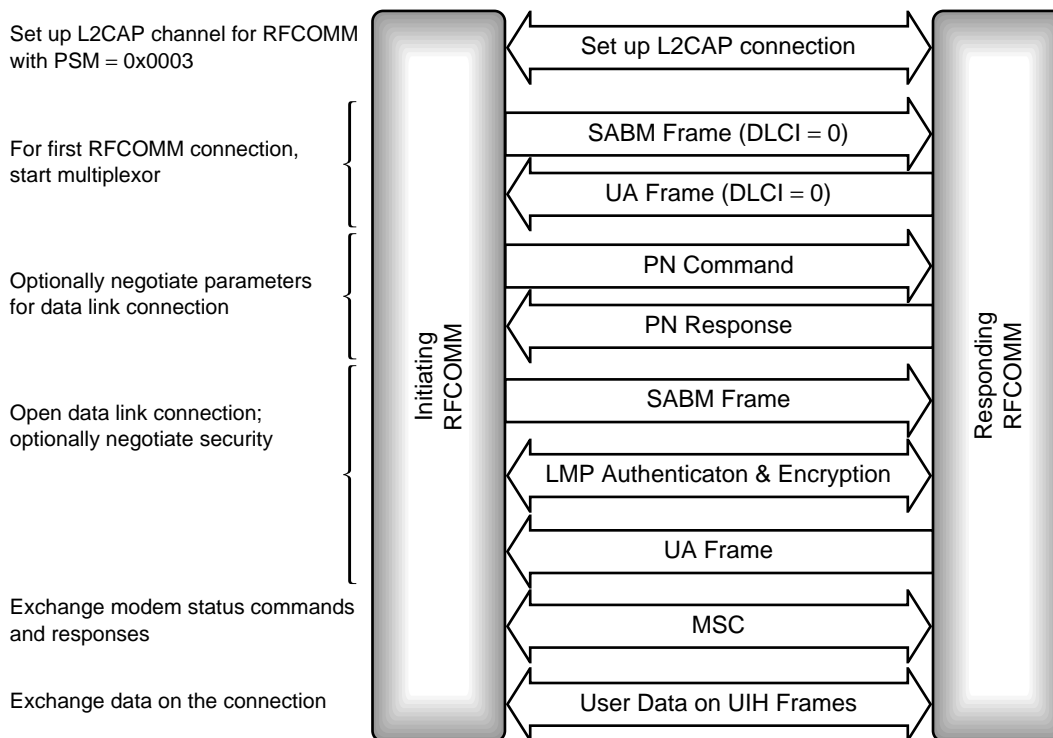 Set up L2CAP channel for RFCOMM
with PSM = 0x0003
Set up L2CAP connection
For first RFCOMM connection,
start multiplexor
SABM Frame (DLCI = 0)
UA Frame (DLCI = 0)
Optionally negotiate parameters
for data link connection
PN Command
PN Response
Initiating
RFCOMM
Responding
RFCOMM
Open data link connection;
optionally negotiate security
SABM Frame
LMP Authenticaton & Encryption
UA Frame
Exchange modem status commands
and responses
MSC
Exchange data on the connection
User Data on UIH Frames